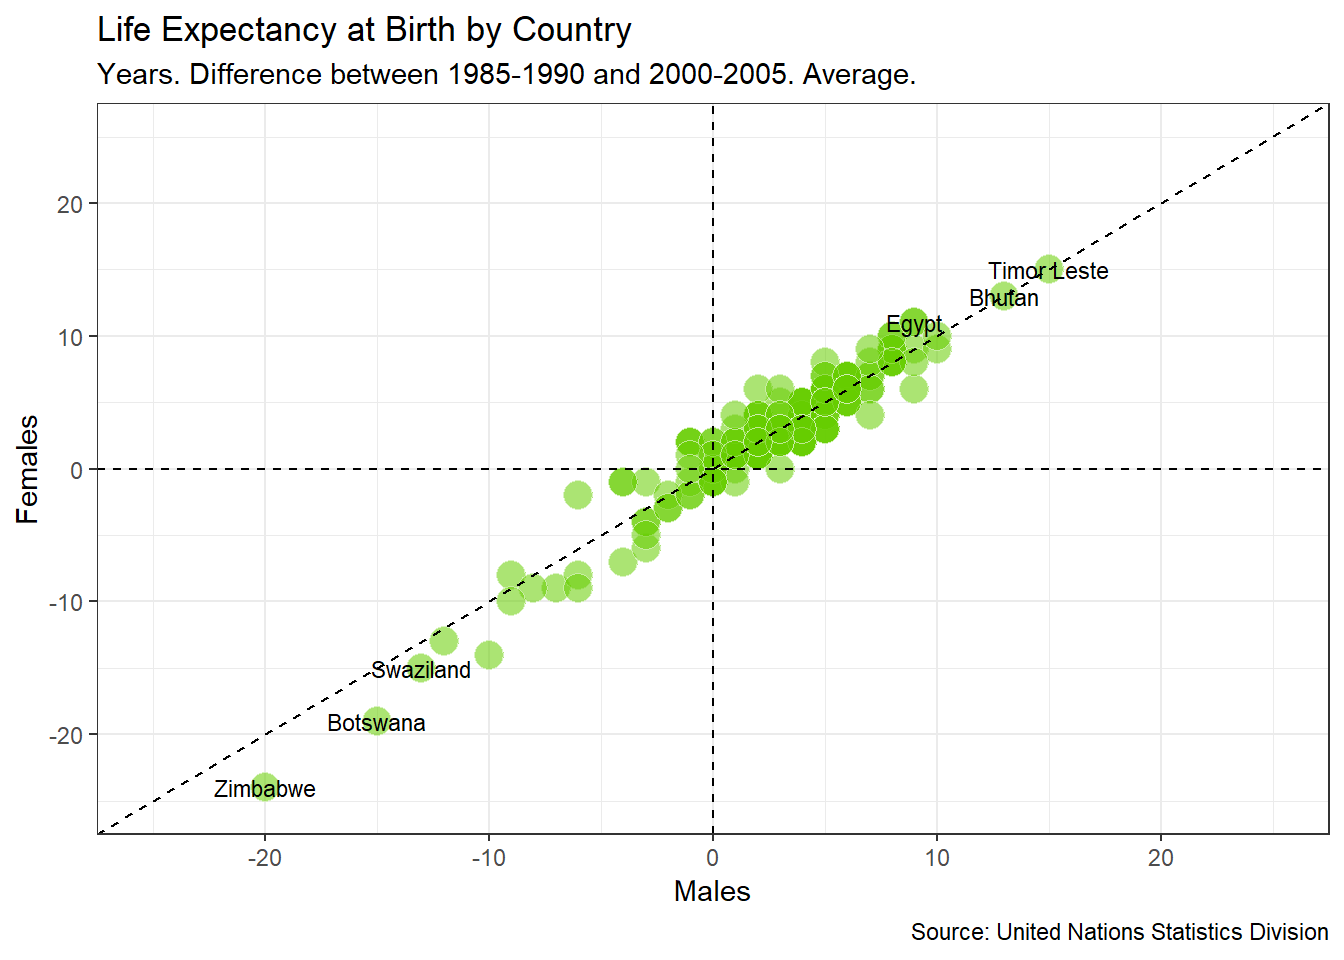 Life Expectancy at Birth by Country
Years. Difference between 1985-1990 and 2000-2005. Average.
20
10
0
-10
-20
Females
Timor Leste
Bhutan
Egypt
Swaziland
Botswana
Zimbabwe
-20 -10 0 10 20
Males
Source: United Nations Statistics Division